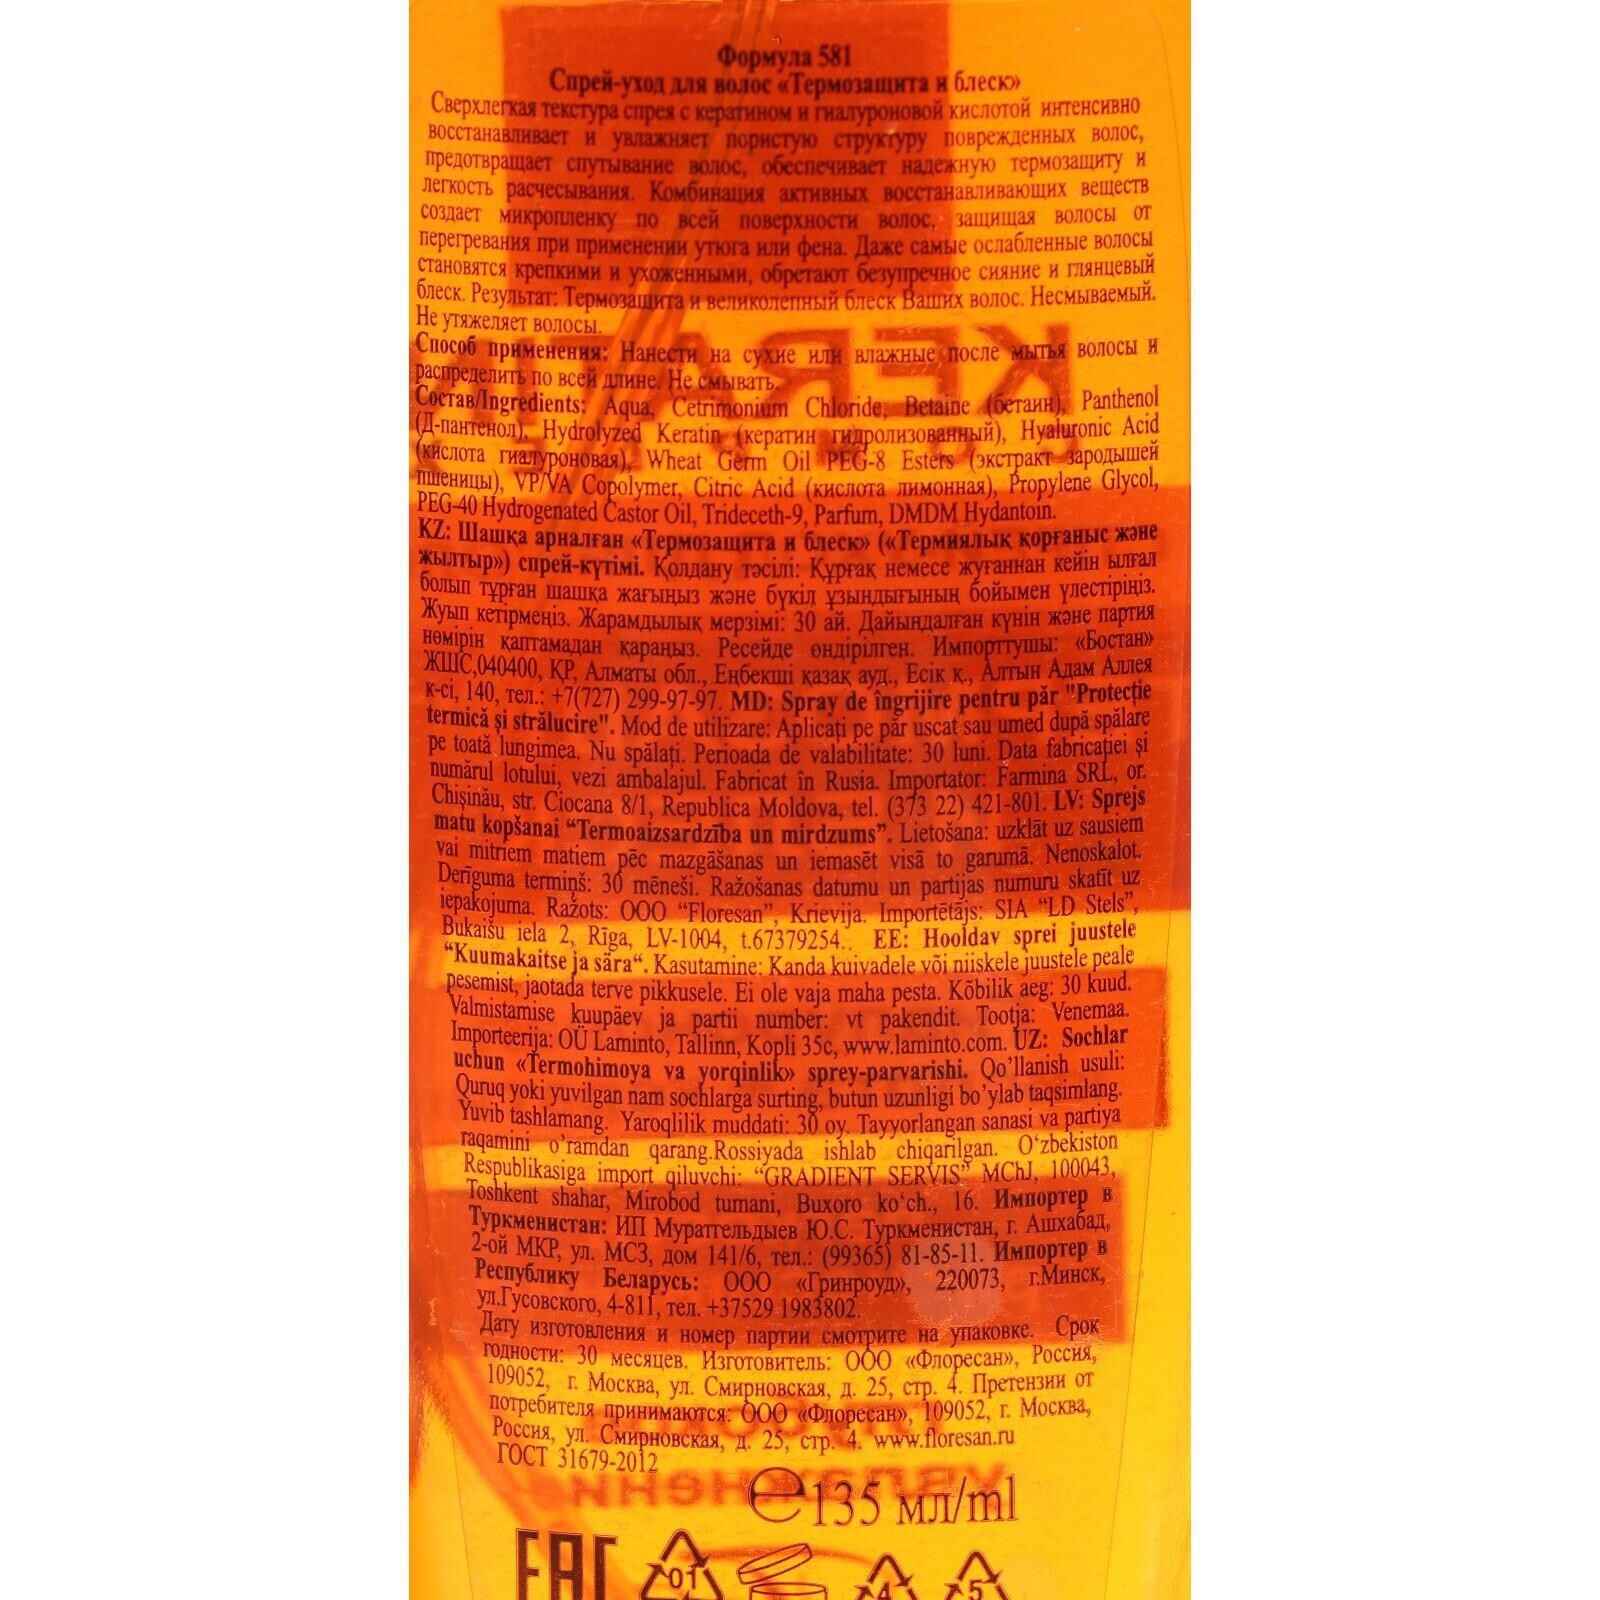 Формула 581
Спрей-уход для волос «Термозащита и блеск»
Сверхлегкая текстура спрея с кератином и гиалуроновой кислотой интенсивно
восстанавливает и увлажняет пористую структуру поврежденных волос,
предотвращает спутывание волос, обеспечивает надежную термозащиту и
легкость расчесывания. Комбинация активных восстанавливающих веществ
создает микропленку по всей поверхности волос, защищая волосы от
перегревания при применении утюга или фена. Даже самые ослабленные волосы
становятся крепкими и ухоженными, обретают безупречное сияние и глянцевый
блеск. Результат: Термозащита и великолепный блеск Ваших волос. Несмываемый.
Не утяжеляет волосы.
Способ применения: Нанести на сухие или влажные после мытья волосы и
распределить по всей длине. Не смывать.
Состав/Ingredients: Aqua, Cetrimonium Chloride, Betaine (бетаин), Panthenol
(Д-пантенол), Hydrolyzed Keratin (кератин гидролизованный), Hyaluronic Acid
(кислота гиалуроновая), Wheat Germ Oil PEG-8 Esters (экстракт зародышей
пшеницы), VP/VA Copolymer, Citric Acid (кислота лимонная), Propylene Glycol,
PEG-40 Hydrogenated Castor Oil, Trideceth-9, Parfum, DMDM Hydantoin.
KZ: Шашқа арналған «Термозащита и блеск» («Термиялық қорғаныс және
жылтыр») спрей-күтімі. Қолдану тәсілі: Құрғақ немесе жуғаннан кейін ылғал
болып тұрған шашқа жағыңыз және бүкіл ұзындығының бойымен үлестіріңіз.
Жуып кетірмеңіз. Жарамдылық мерзімі: 30 ай. Дайындалған күнін және партия
нөмірін қаптамадан қараңыз. Ресейде өндірілген. Импорттушы: «Бостан»
ЖШС,040400, ҚР, Алматы обл., Еңбекші қазақ ауд., Есік қ., Алтын Адам Аллея
к-сі, 140, тел.: +7(727) 299-97-97. MD: Spray de îngrijire pentru păr "Protecție
termică și strălucire". Mod de utilizare: Aplicați pe păr uscat sau umed după spălare
pe toată lungimea. Nu spălați. Perioada de valabilitate: 30 luni. Data fabricației și
numărul lotului, vezi ambalajul. Fabricat în Rusia. Importator: Farmina SRL, or.
Chișinău, str. Ciocana 8/1, Republica Moldova, tel. (373 22) 421-801. LV: Sprejs
matu kopšanai “Termoaizsardzība un mirdzums”. Lietošana: uzklāt uz sausiem
vai mitriem matiem pēc mazgāšanas un iemasēt visā to garumā. Nenoskalot.
Derīguma termiņš: 30 mēneši. Ražošanas datumu un partijas numuru skatīt uz
iepakojuma. Ražots: OOO “Floresan”, Krievija. Importētājs: SIA “LD Stels”,
Bukaišu iela 2, Rīga, LV-1004, t.67379254.. EE: Hooldav sprei juustele
“Kuumakaitse ja sära“. Kasutamine: Kanda kuivadele või niiskele juustele peale
pesemist, jaotada terve pikkusele. Ei ole vaja maha pesta. Kõbilik aeg: 30 kuud.
Valmistamise kuupäev ja partii number: vt pakendit. Tootja: Venemaa.
Importeerija: OÜ Laminto, Tallinn, Kopli 35c, www.laminto.com. UZ: Sochlar
uchun «Termohimoya va yorqinlik» sprey-parvarishi. Qo’llanish usuli:
Quruq yoki yuvilgan nam sochlarga surting, butun uzunligi bo’ylab taqsimlang.
Yuvib tashlamang. Yaroqlilik muddati: 30 oy. Tayyorlangan sanasi va partiya
raqamini o’ramdan qarang.Rossiyada ishlab chiqarilgan. O‘zbekiston
Respublikasiga import qiluvchi: “GRADIENT SERVIS” MChJ, 100043,
Toshkent shahar, Mirobod tumani, Buxoro ko‘ch., 16. Импортер в
Туркменистан: ИП Мураттельдыев Ю.С. Туркменистан, г. Ашхабад,
2-ой МКР, ул. МСЗ, дом 141/6, тел.: (99365) 81-85-11. Импортер в
Республику Беларусь: ООО «Гринроуд», 220073, г.Минск,
ул.Гусовского, 4-811, тел. +37529 1983802.
Дату изготовления и номер партии смотрите на упаковке. Срок
годности: 30 месяцев. Изготовитель: ООО «Флоресан», Россия,
109052, г. Москва, ул. Смирновская, д. 25, стр. 4. Претензии от
потребителя принимаются: ООО «Флоресан», 109052, г. Москва,
Россия, ул. Смирновская, д. 25, стр. 4. www.floresan.ru
ГОСТ 31679-2012
℮135 мл/ml
EAC 01 4 5